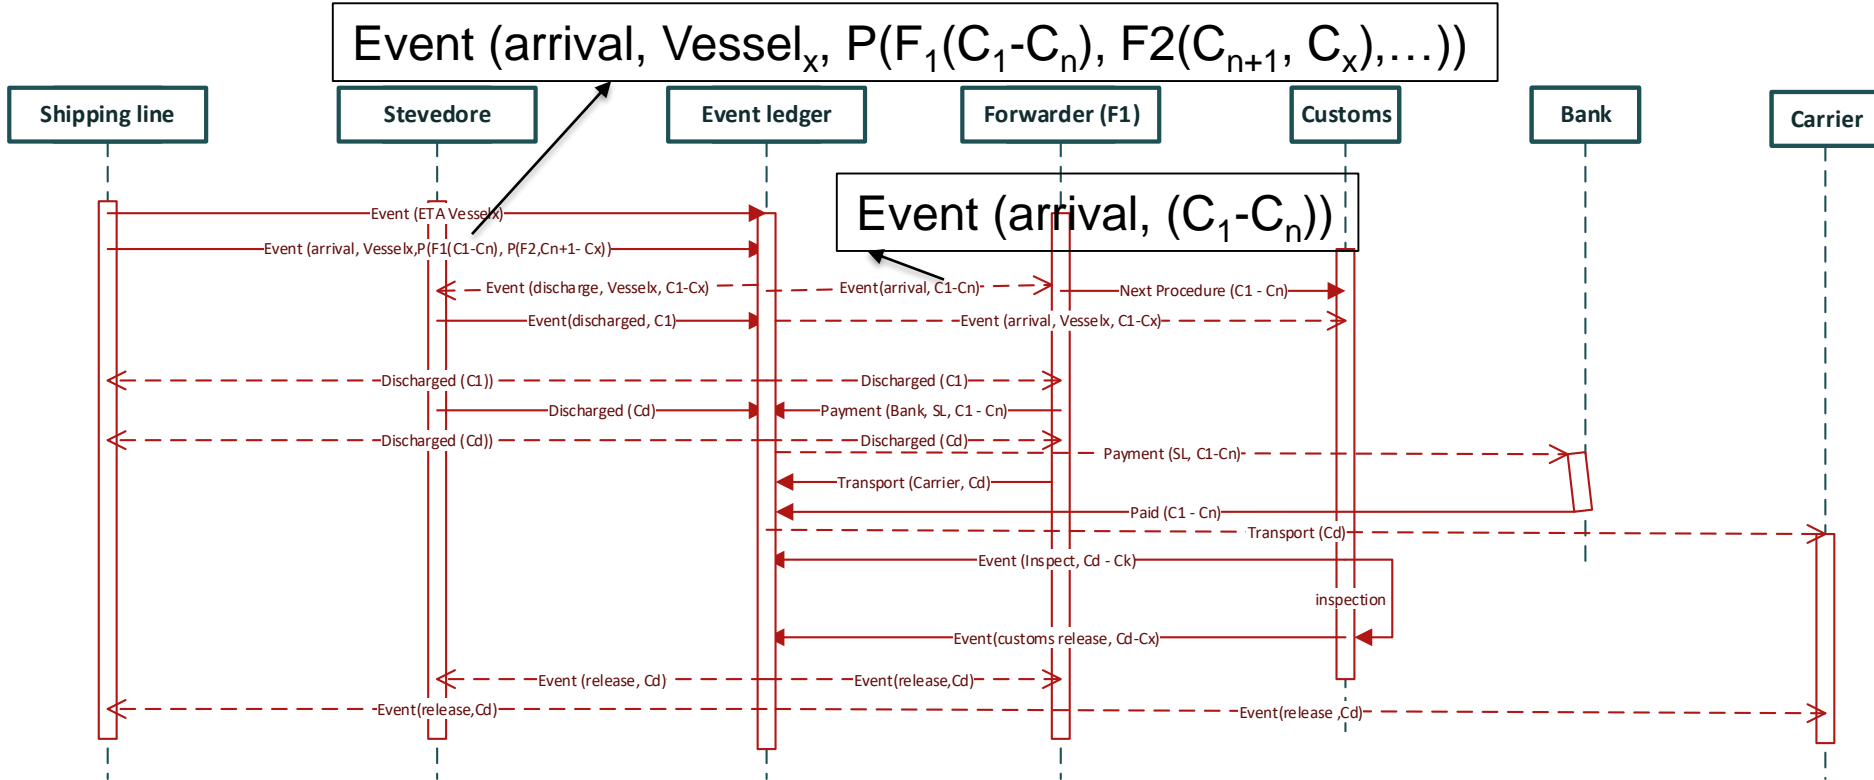 Event (arrival, Vesselx, P(F1(C1-Cn), F2(Cn+1, Cx),...))
Shipping line
Stevedore
Event ledger
Forwarder (F1)
Customs
Bank
Carrier
Event (arrival, (C1-Cn))
Event (ETA Vesselx)
Event (arrival, Vesselx,P(F1(C1-Cn), P(F2,Cn+1- Cx))
Event (discharge, Vesselx, C1-Cx)
Event(arrival, C1-Cn)
Next Procedure (C1 - Cn)
Event(discharged, C1)
Event (arrival, Vesselx, C1-Cx)
Discharged (C1))
Discharged (C1)
Discharged (Cd)
Payment (Bank, SL, C1 - Cn)
Discharged (Cd))
Discharged (Cd)
Payment (SL, C1-Cn)
Transport (Carrier, Cd)
Paid (C1 - Cn)
Transport (Cd)
Event (Inspect, Cd - Ck)
inspection
Event(customs release, Cd-Cx)
Event (release, Cd)
Event(release,Cd)
Event(release,Cd)
Event(release ,Cd)